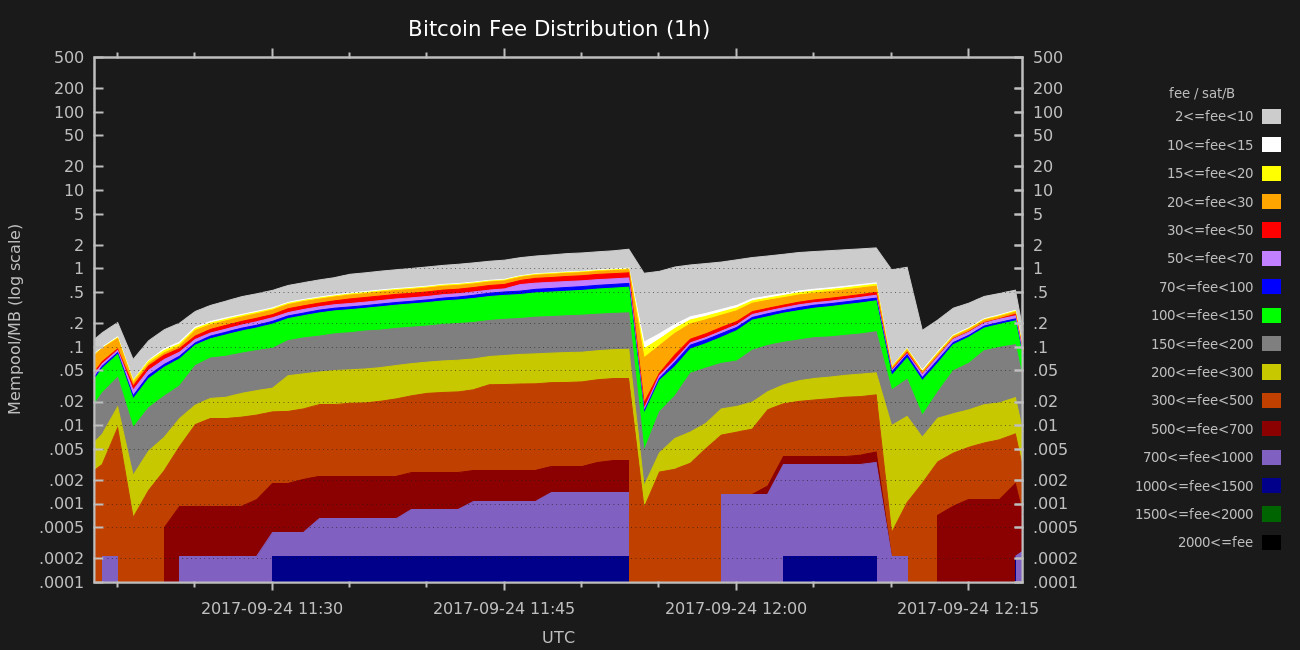 Bitcoin Fee Distribution (1h)
500
200
100
50
20
10
5
2
1
.5
.2
.1
.05
.02
.01
.005
.002
.001
.0005
.0002
.0001
Mempool/MB (log scale)
500
200
100
50
20
10
5
2
1
.5
.2
.1
.05
.02
.01
.005
.002
.001
.0005
.0002
.0001
2017-09-24 11:30
2017-09-24 11:45
2017-09-24 12:00
2017-09-24 12:15
UTC
fee / sat/B
2<=fee<10
10<=fee<15
15<=fee<20
20<=fee<30
30<=fee<50
50<=fee<70
70<=fee<100
100<=fee<150
150<=fee<200
200<=fee<300
300<=fee<500
500<=fee<700
700<=fee<1000
1000<=fee<1500
1500<=fee<2000
2000<=fee